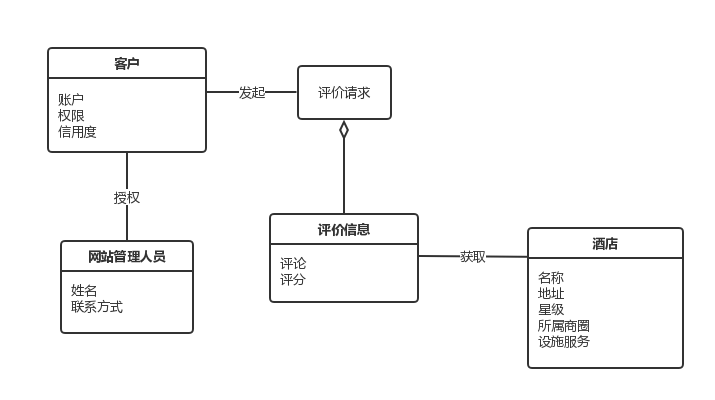 客户
账户
权限
信用度
发起
评价请求
授权
网站管理人员
姓名
联系方式
评价信息
评论
评分
获取
酒店
名称
地址
星级
所属商圈
设施服务